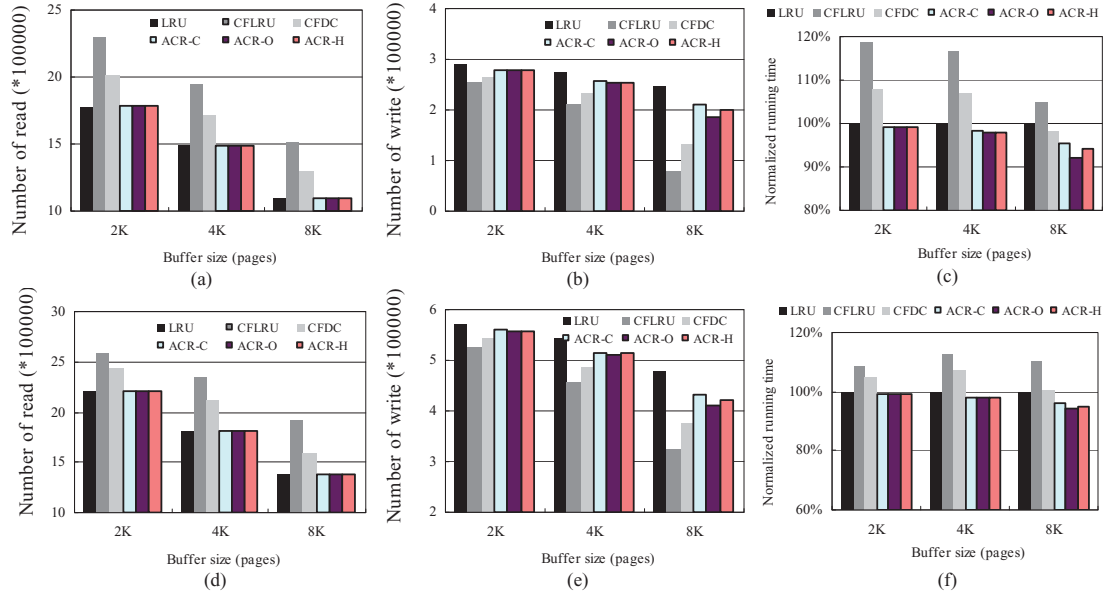 Number of read (*100000)
25
20
15
10
LRU CFLRU CFDC
ACR-C ACR-O ACR-H
2K 4K 8K
Buffer size (pages)
(a)
Number of write (*100000)
4
3
2
1
0
LRU CFLRU CFDC
ACR-C ACR-O ACR-H
2K 4K 8K
Buffer size (pages)
(b)
LRU CFLRU CFDC ACR-C ACR-O ACR-H
Normalized running time
120%
110%
100%
90%
80%
2K 4K 8K
Buffer size (pages)
(c)
Number of read (*100000)
30
26
22
18
14
10
LRU CFLRU CFDC
ACR-C ACR-O ACR-H
2K 4K 8K
Buffer size (pages)
(d)
Number of write (*100000)
6
5
4
3
2
LRU CFLRU CFDC
ACR-C ACR-O ACR-H
2K 4K 8K
Buffer size (pages)
(e)
LRU CFLRU CFDC ACR-C ACR-O ACR-H
Normalized running time
120%
100%
80%
60%
2K 4K 8K
Buffer size (pages)
(f)